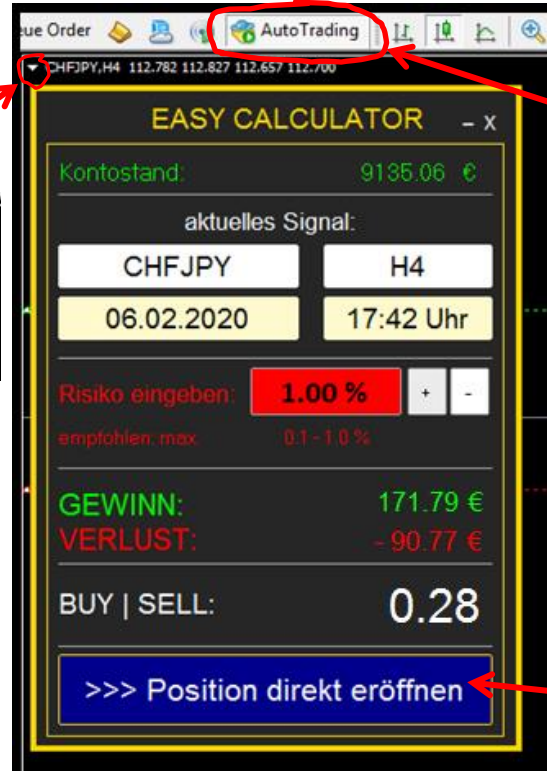 ue Order AutoTrading
CHFJPY,H4 112.782 112.827 112.657 112.700
EASY CALCULATOR - x
Kontostand: 9135.06 €
aktuelles Signal:
CHFJPY H4
06.02.2020 17:42 Uhr
Risiko eingeben: 1.00 % + -
empfohlen: max. 0.1 - 1.0 %
GEWINN: 171.79 €
VERLUST: - 90.77 €
BUY | SELL: 0.28
>>> Position direkt eröffnen